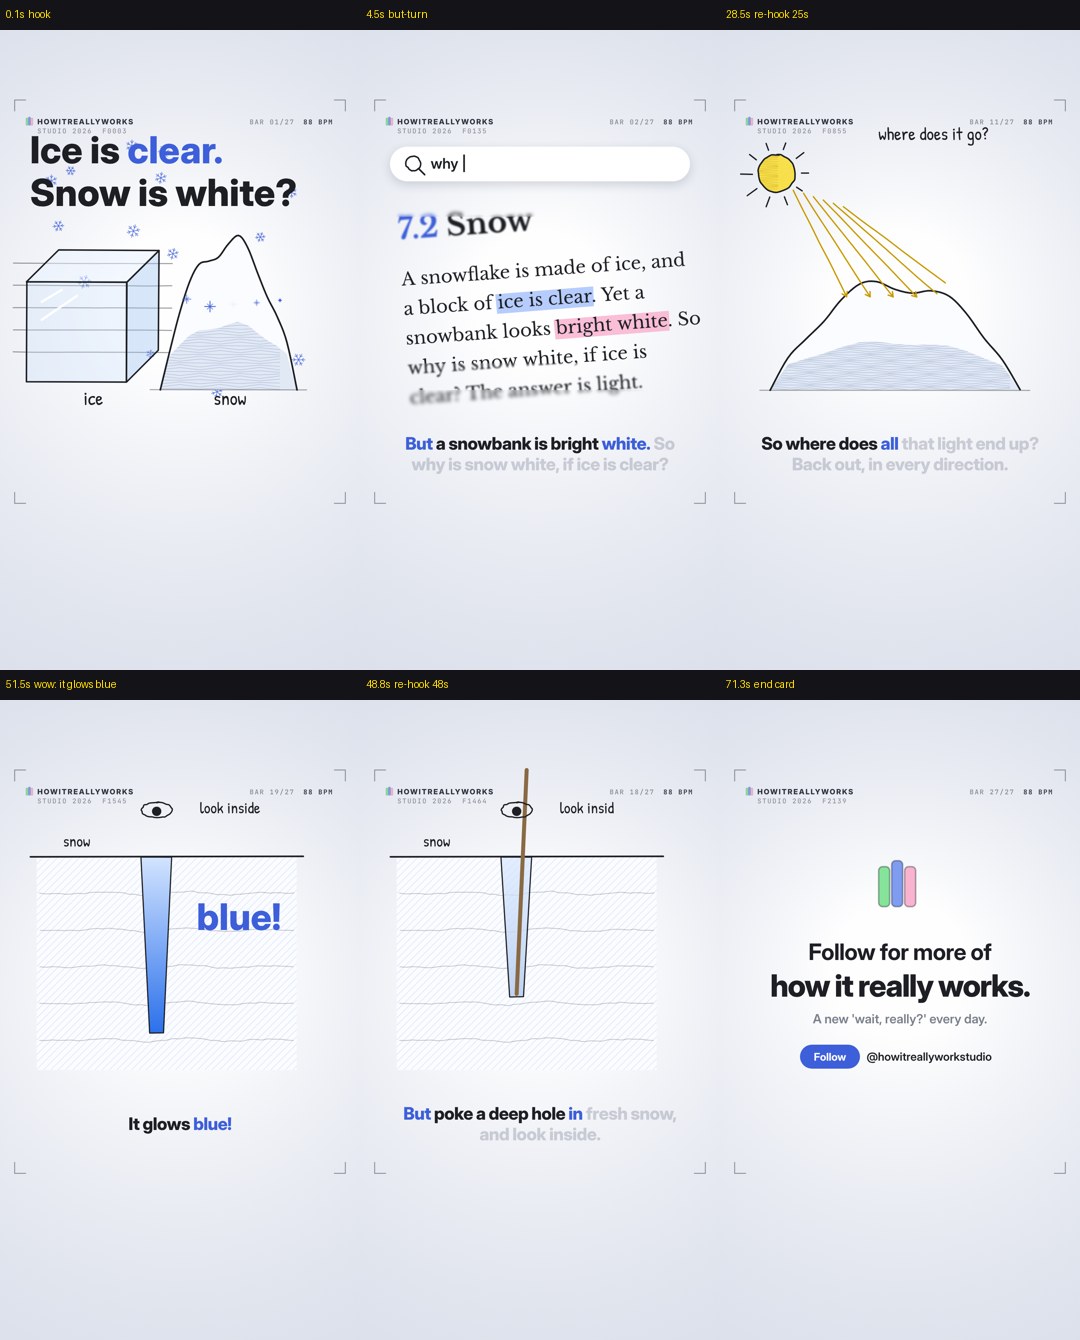 0.1s hook
4.5s but-turn
28.5s re-hook 25s
HOWITREALLYWORKS
STUDIO 2026 F0003
BAR 01/27 88 BPM
Ice is clear.
Snow is white?
ice
snow
HOWITREALLYWORKS
STUDIO 2026 F0135
BAR 02/27 88 BPM
why |
7.2 Snow
A snowflake is made of ice, and
a block of ice is clear. Yet a
snowbank looks bright white. So
why is snow white, if ice is
clear? The answer is light.
But a snowbank is bright white. So
why is snow white, if ice is clear?
HOWITREALLYWORKS
STUDIO 2026 F0855
BAR 11/27 88 BPM
where does it go?
So where does all that light end up?
Back out, in every direction.
51.5s wow: it glows blue
48.8s re-hook 48s
71.3s end card
HOWITREALLYWORKS
STUDIO 2026 F1545
BAR 19/27 88 BPM
look inside
snow
blue!
It glows blue!
HOWITREALLYWORKS
STUDIO 2026 F1464
BAR 18/27 88 BPM
look insid
snow
But poke a deep hole in fresh snow,
and look inside.
HOWITREALLYWORKS
STUDIO 2026 F2139
BAR 27/27 88 BPM
Follow for more of
how it really works.
A new 'wait, really?' every day.
Follow @howitreallyworkstudio